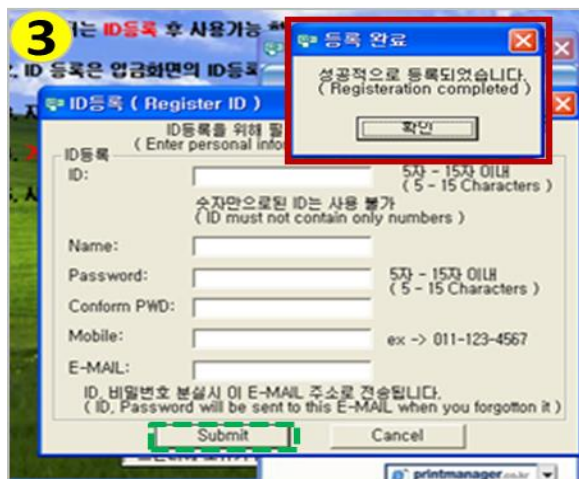 3
는 ID등록 후 사용가능
ID 등록은 입금화면의 ID등록
등록 완료
성공적으로 등록되었습니다.
( Registeration completed )
확인
ID등록 ( Register ID )
ID등록을 위해 필
( Enter personal info
ID등록
ID:
5자 - 15자 이내
( 5 - 15 Characters )
숫자만으로된 ID는 사용 불가
( ID must not contain only numbers )
Name:
Password:
5자 - 15자 이내
( 5 - 15 Characters )
Conform PWD:
Mobile:
ex -> 011-123-4567
E-MAIL:
ID, 비밀번호 분실시 이 E-MAIL 주소로 전송됩니다.
( ID, Password will be sent to this E-MAIL when you forgotton it )
Submit
Cancel
printmanager.co.kr